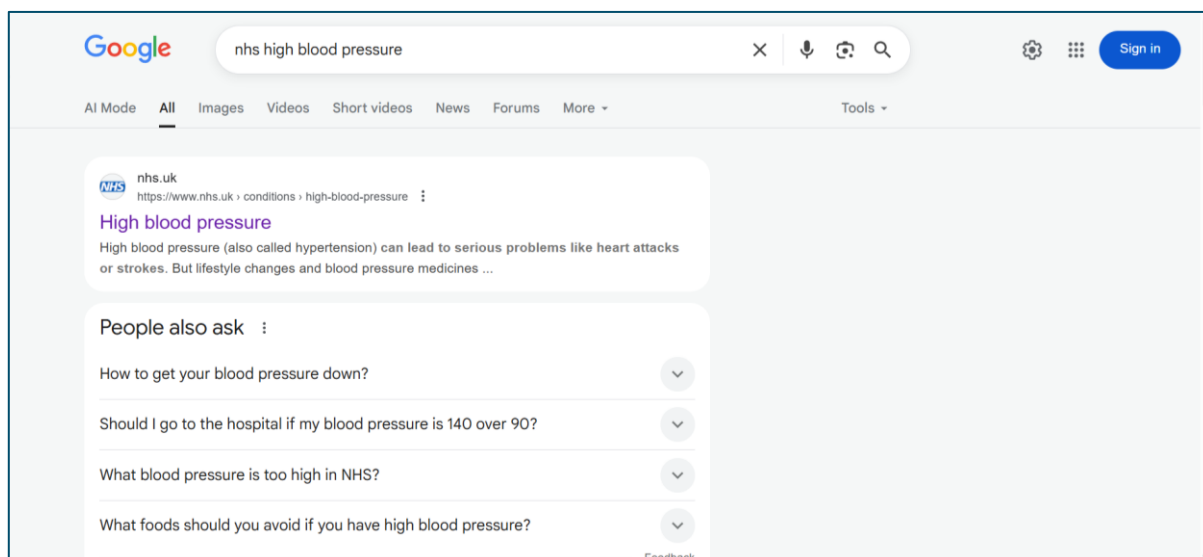 Google
nhs high blood pressure
Sign in
AI Mode All Images Videos Short videos News Forums More Tools
NHS
nhs.uk
https://www.nhs.uk › conditions › high-blood-pressure
High blood pressure
High blood pressure (also called hypertension) can lead to serious problems like heart attacks
or strokes. But lifestyle changes and blood pressure medicines ...
People also ask
How to get your blood pressure down?
Should I go to the hospital if my blood pressure is 140 over 90?
What blood pressure is too high in NHS?
What foods should you avoid if you have high blood pressure?
Feedback